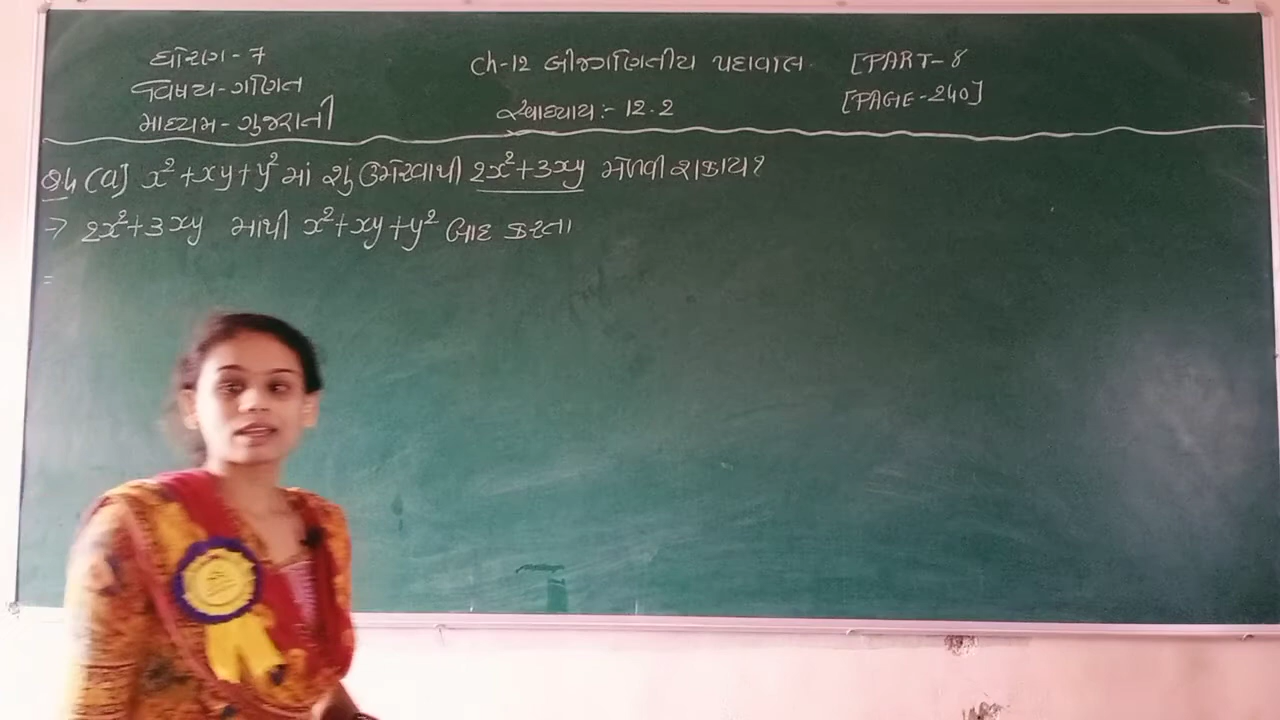 ધોરણ - 7
વિષય - ગણિત
માધ્યમ - ગુજરાતી
Ch-12 બીજગણિતીય પદાવલિ
સ્વાધ્યાય :- 12.2
[PART-8
[PAGE-240]
પ્ર4 (a) x² + xy + y² માં શું ઉમેરવાથી 2x² + 3xy મેળવી શકાય?
→ 2x² + 3xy માંથી x² + xy + y² બાદ કરતા
=